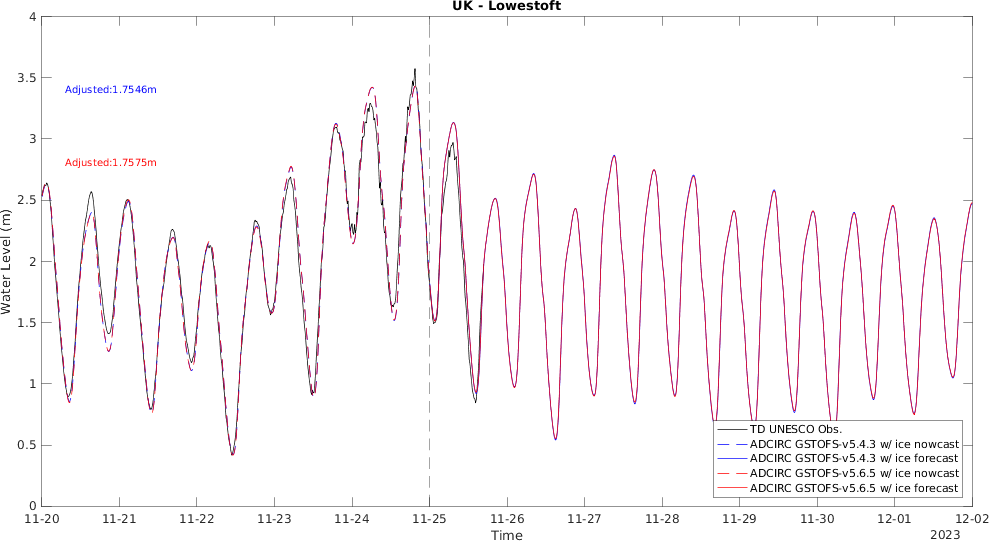 UK - Lowestoft
4
3.5
3
2.5
2
1.5
1
0.5
0
Water Level (m)
Adjusted:1.7546m
Adjusted:1.7575m
TD UNESCO Obs.
ADCIRC GSTOFS-v5.4.3 w/ ice nowcast
ADCIRC GSTOFS-v5.4.3 w/ ice forecast
ADCIRC GSTOFS-v5.6.5 w/ ice nowcast
ADCIRC GSTOFS-v5.6.5 w/ ice forecast
11-20 11-21 11-22 11-23 11-24 11-25 11-26 11-27 11-28 11-29 11-30 12-01 12-02
Time
2023